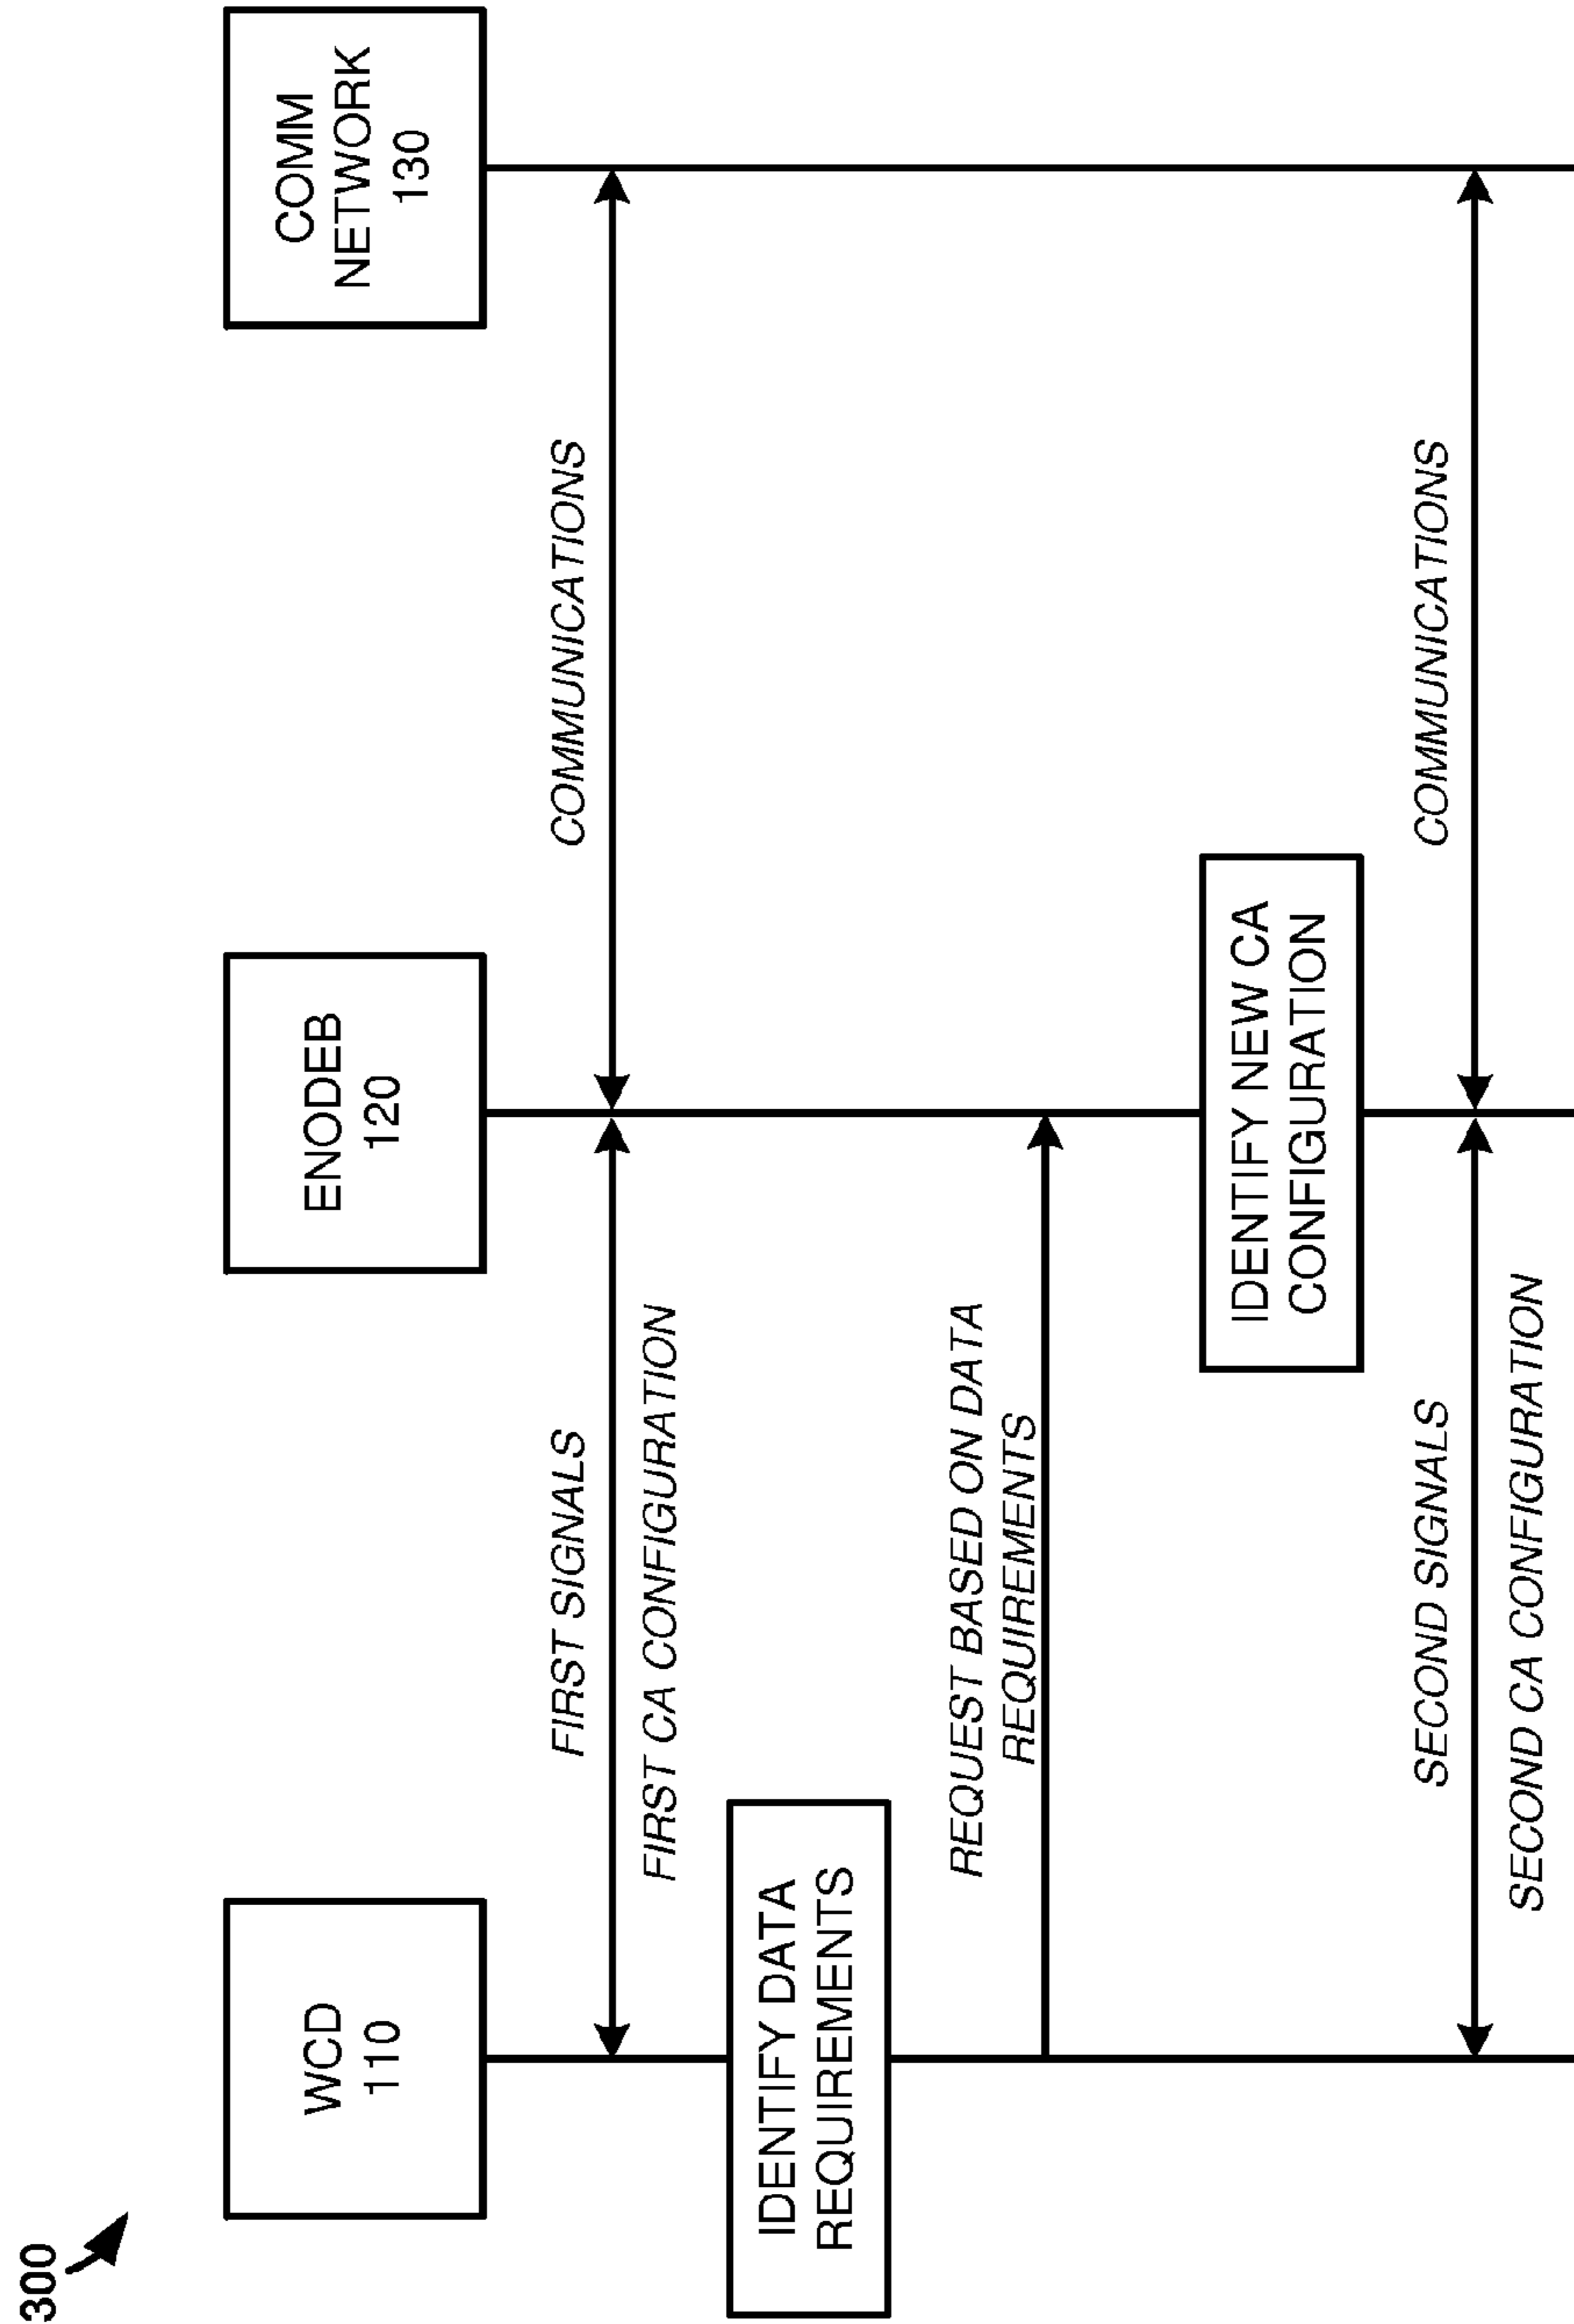 300
WCD
110
ENODEB
120
COMM
NETWORK
130
FIRST SIGNALS
COMMUNICATIONS
FIRST CA CONFIGURATION
IDENTIFY DATA
REQUIREMENTS
REQUEST BASED ON DATA
REQUIREMENTS
IDENTIFY NEW CA
CONFIGURATION
SECOND SIGNALS
COMMUNICATIONS
SECOND CA CONFIGURATION